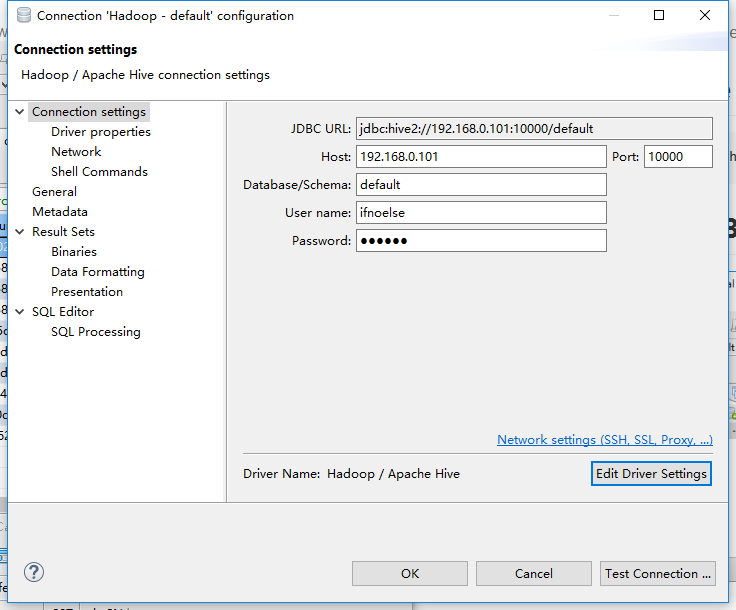 Connection 'Hadoop - default' configuration
Connection settings
Hadoop / Apache Hive connection settings
Connection settings
Driver properties
Network
Shell Commands
General
Metadata
Result Sets
Binaries
Data Formatting
Presentation
SQL Editor
SQL Processing
JDBC URL: jdbc:hive2://192.168.0.101:10000/default
Host: 192.168.0.101 Port: 10000
Database/Schema: default
User name: ifnoelse
Password: ●●●●●●
Network settings (SSH, SSL, Proxy, ...)
Driver Name: Hadoop / Apache Hive Edit Driver Settings
OK Cancel Test Connection ...